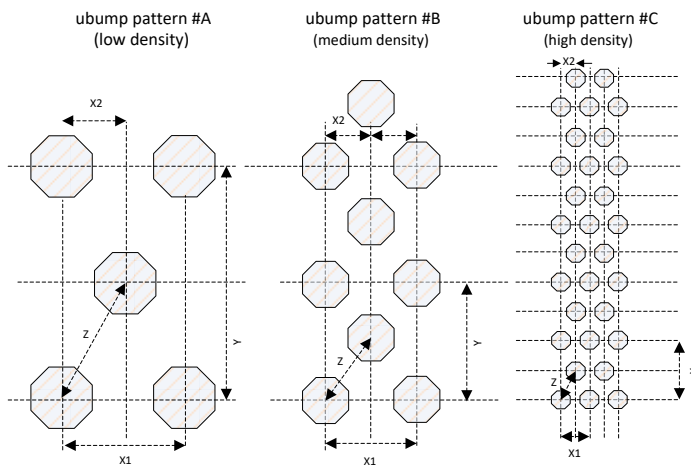 ubump pattern #A
(low density)
ubump pattern #B
(medium density)
ubump pattern #C
(high density)
X2
X2
X2
Z
Y
Z
Y
Z
X1
X1
X1